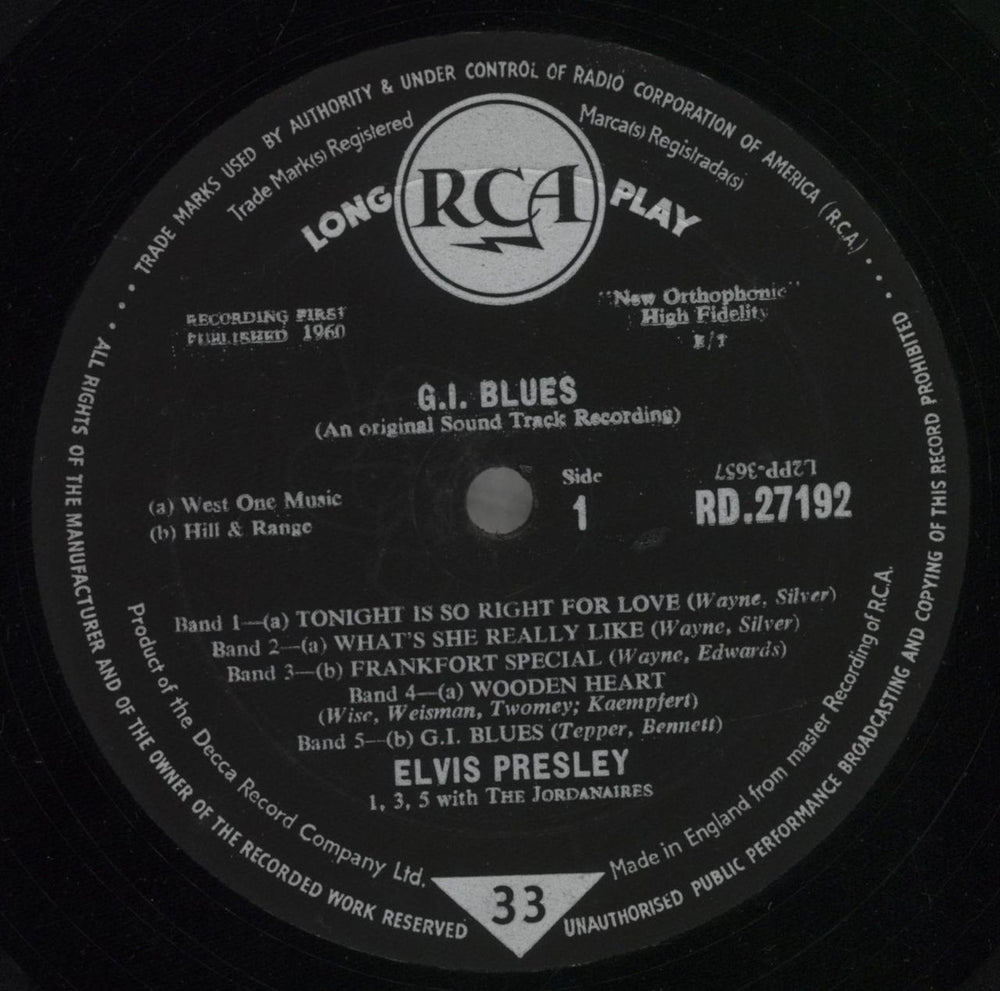 TRADE MARKS USED BY AUTHORITY & UNDER CONTROL OF RADIO CORPORATION OF AMERICA (R.C.A.)
Trade Mark(s) Registered
Marca(s) Registrada(s)
LONG RCA PLAY
RECORDING FIRST
PUBLISHED 1960
"New Orthophonic"
High Fidelity
E/T
G.I. BLUES
(An original Sound Track Recording)
(a) West One Music
(b) Hill & Range
Side
1
L2PP-3657
RD.27192
Band 1—(a) TONIGHT IS SO RIGHT FOR LOVE (Wayne, Silver)
Band 2—(a) WHAT'S SHE REALLY LIKE (Wayne, Silver)
Band 3—(b) FRANKFORT SPECIAL (Wayne, Edwards)
Band 4—(a) WOODEN HEART
(Wise, Weisman, Twomey; Kaempfert)
Band 5—(b) G.I. BLUES (Tepper, Bennett)
ELVIS PRESLEY
1, 3, 5 with THE JORDANAIRES
Product of the Decca Record Company Ltd.
Made in England from master Recording of R.C.A.
33
ALL RIGHTS OF THE MANUFACTURER AND OF THE OWNER OF THE RECORDED WORK RESERVED
UNAUTHORISED PUBLIC PERFORMANCE BROADCASTING AND COPYING OF THIS RECORD PROHIBITED